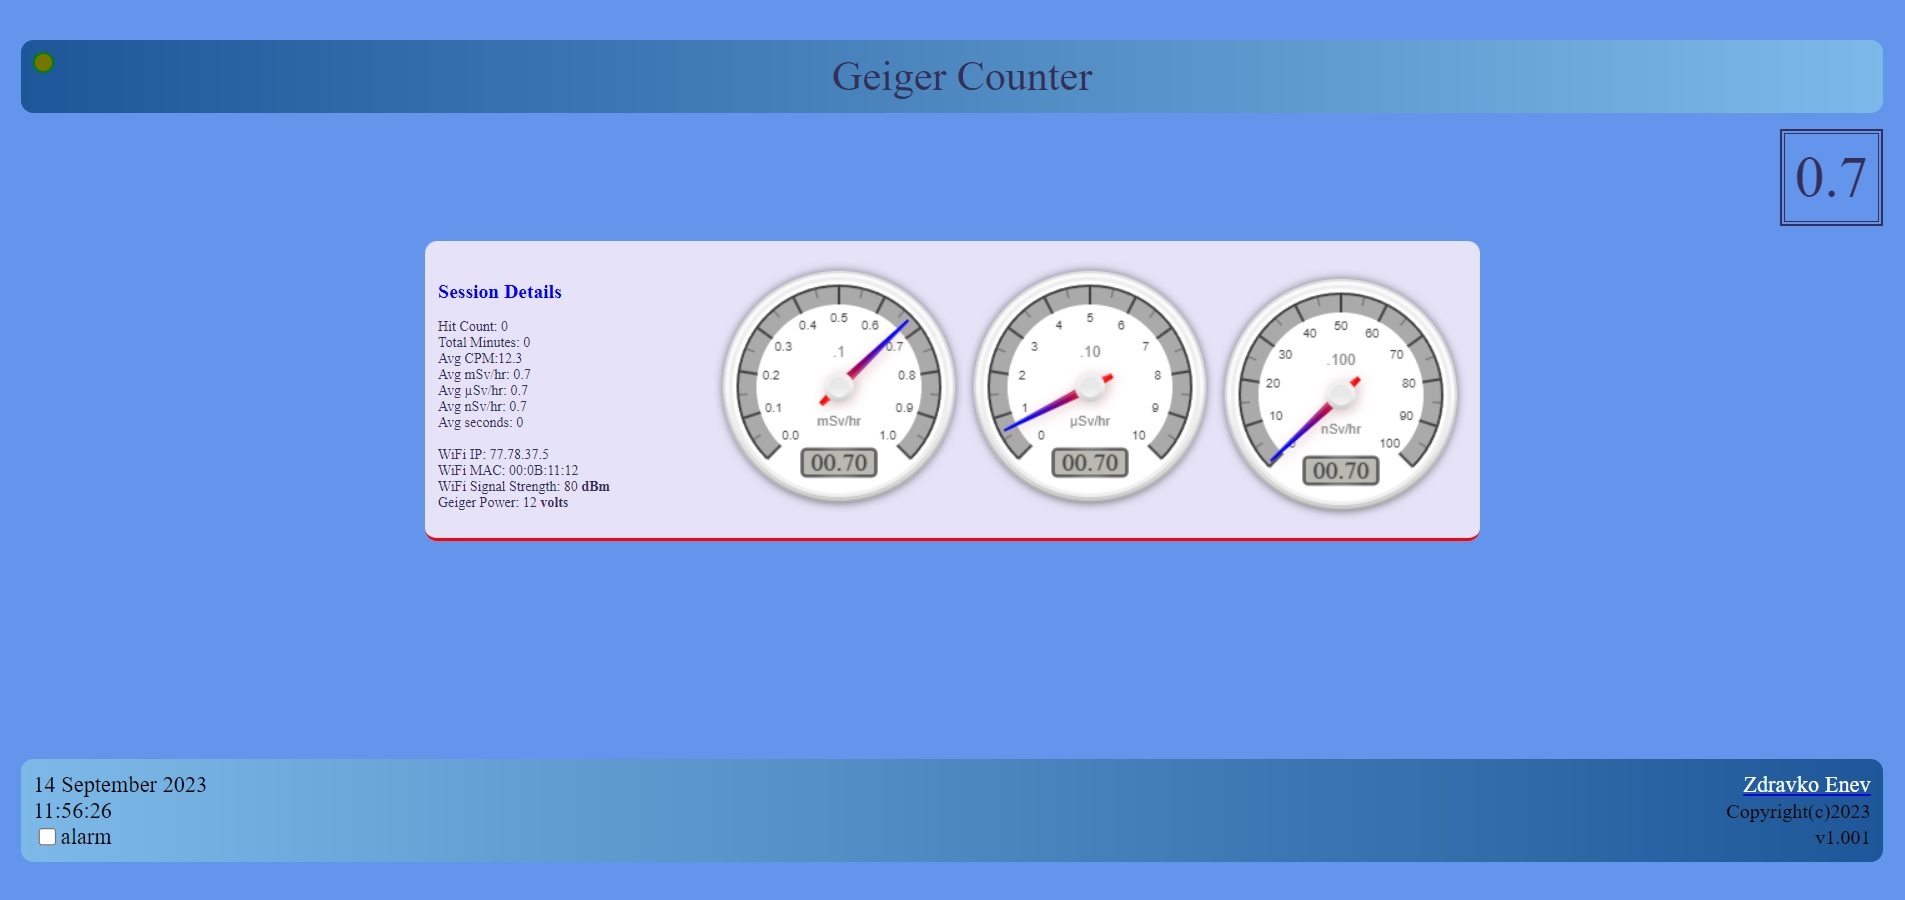 Geiger Counter
0.7
Session Details
Hit Count: 0
Total Minutes: 0
Avg CPM:12.3
Avg mSv/hr: 0.7
Avg µSv/hr: 0.7
Avg nSv/hr: 0.7
Avg seconds: 0
WiFi IP: 77.78.37.5
WiFi MAC: 00:0B:11:12
WiFi Signal Strength: 80 dBm
Geiger Power: 12 volts
0.0
0.1
0.2
0.3
0.4
0.5
0.6
0.7
0.8
0.9
1.0
.1
mSv/hr
00.70
0
1
2
3
4
5
6
7
8
9
10
.10
µSv/hr
00.70
10
20
30
40
50
60
70
80
90
100
.100
nSv/hr
00.70
14 September 2023
11:56:26
alarm
Zdravko Enev
Copyright(c)2023
v1.001